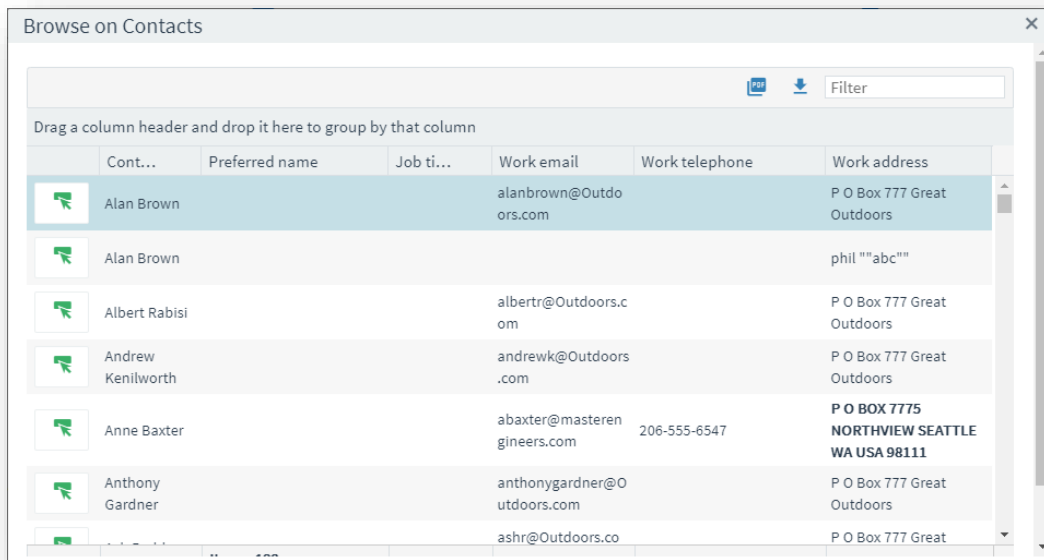 Browse on Contacts
PDF
Filter
Drag a column header and drop it here to group by that column
Cont... Preferred name Job ti... Work email Work telephone Work address
Alan Brown alanbrown@Outdo P O Box 777 Great
ors.com Outdoors
Alan Brown phil ""abc""
Albert Rabisi albertr@Outdoors.c P O Box 777 Great
om Outdoors
Andrew andrewk@Outdoors P O Box 777 Great
Kenilworth .com Outdoors
P O BOX 7775
Anne Baxter abaxter@masteren 206-555-6547 NORTHVIEW SEATTLE
gineers.com WA USA 98111
Anthony anthonygardner@O P O Box 777 Great
Gardner utdoors.com Outdoors
ashr@Outdoors.co P O Box 777 Great